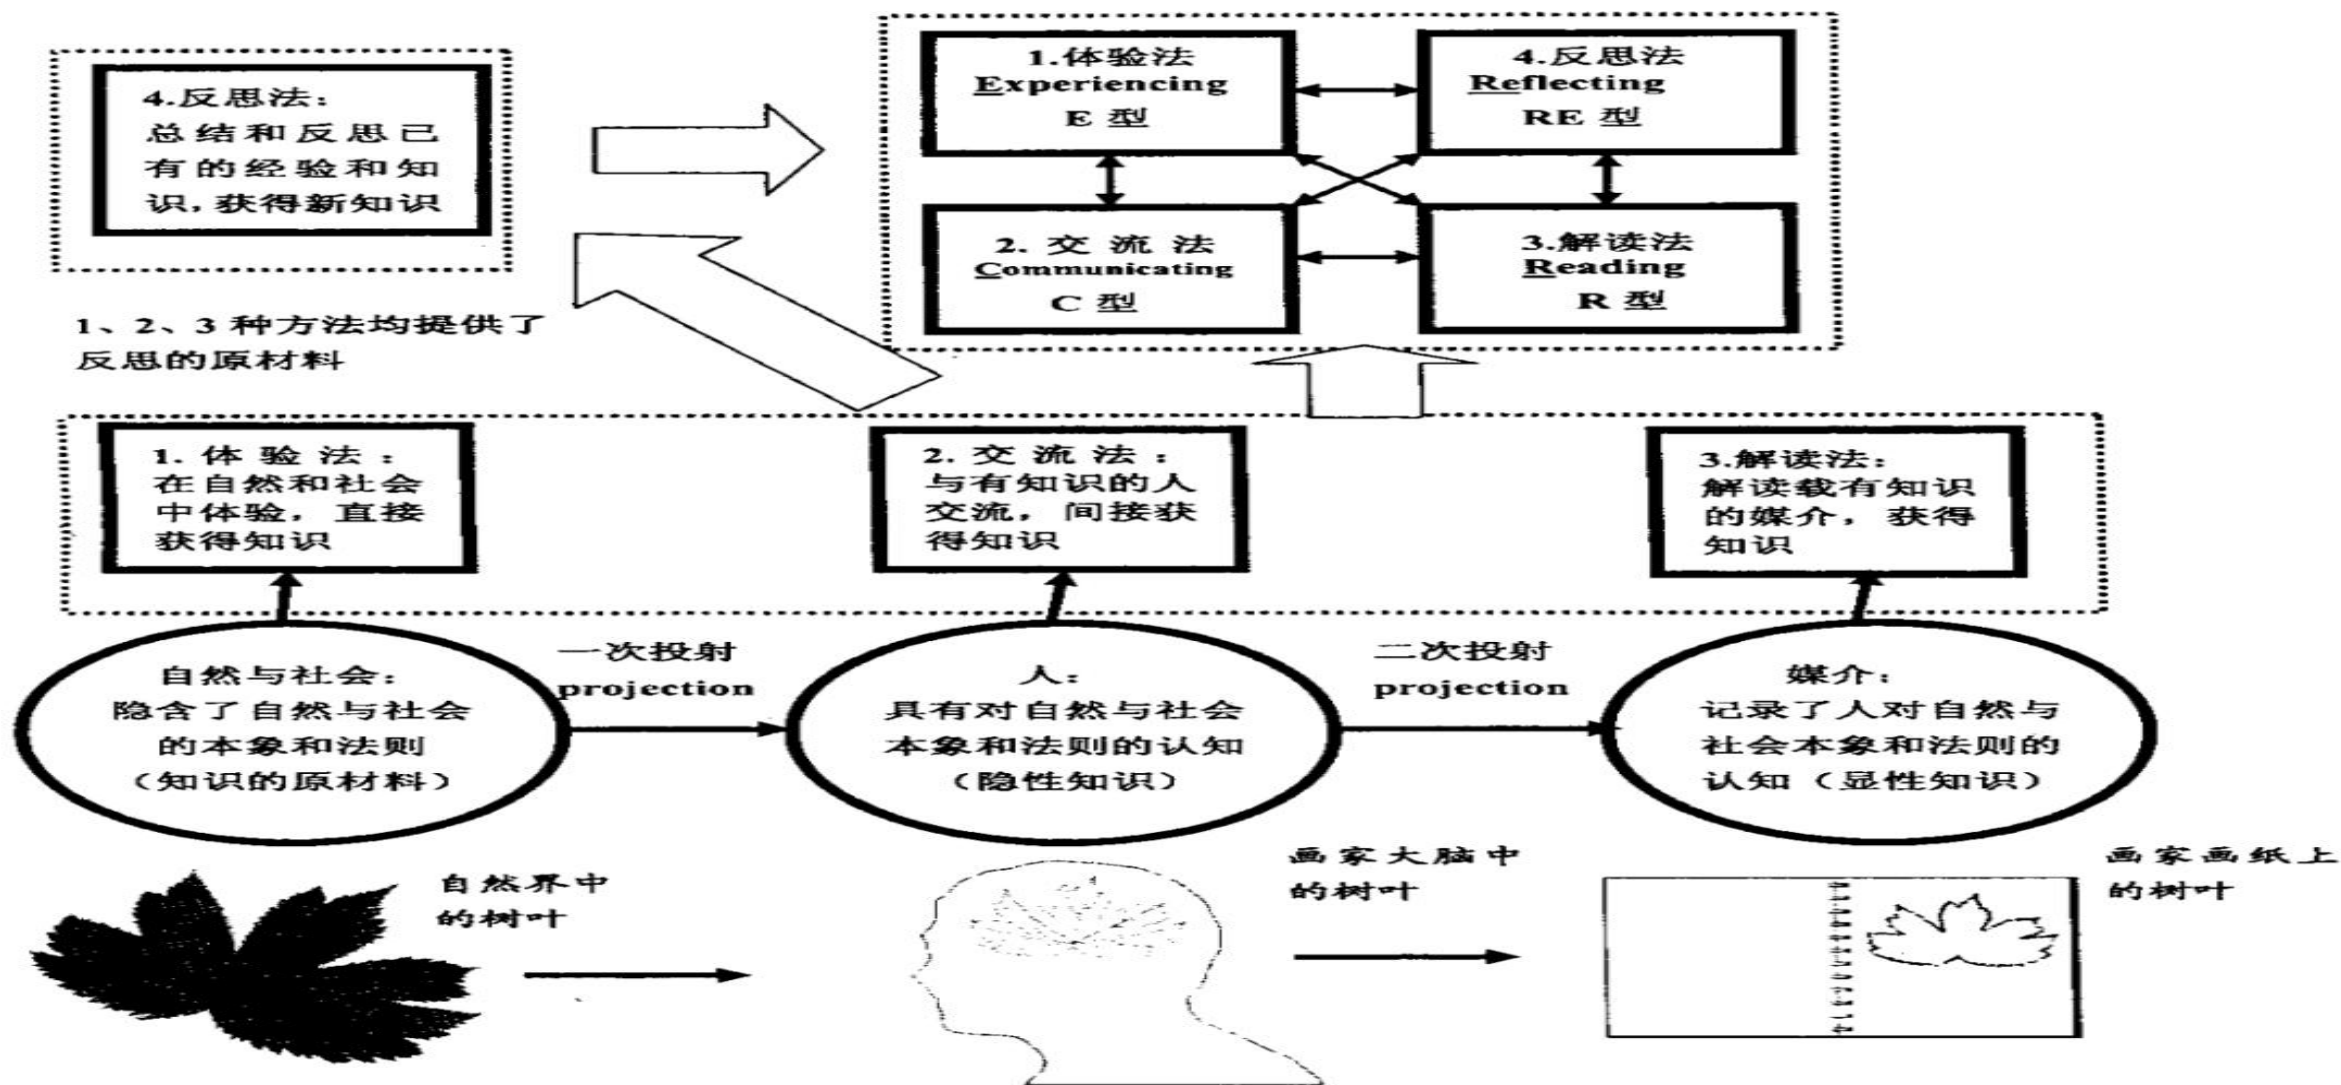 4.反思法：
总结和反思已
有的经验和知
识，获得新知识
1.体验法
Experiencing
E 型
4.反思法
Reflecting
RE 型
2. 交流法
Communicating
C 型
3.解读法
Reading
R 型
1、2、3 种方法均提供了
反思的原材料
1. 体验法：
在自然和社会
中体验，直接
获得知识
2. 交流法：
与有知识的人
交流，间接获
得知识
3.解读法：
解读载有知识
的媒介，获得
知识
自然与社会：
隐含了自然与社会
的本象和法则
（知识的原材料）
一次投射
projection
人：
具有对自然与社会
本象和法则的认知
（隐性知识）
二次投射
projection
媒介：
记录了人对自然与
社会本象和法则的
认知（显性知识）
自然界中
的树叶
画家大脑中
的树叶
画家画纸上
的树叶